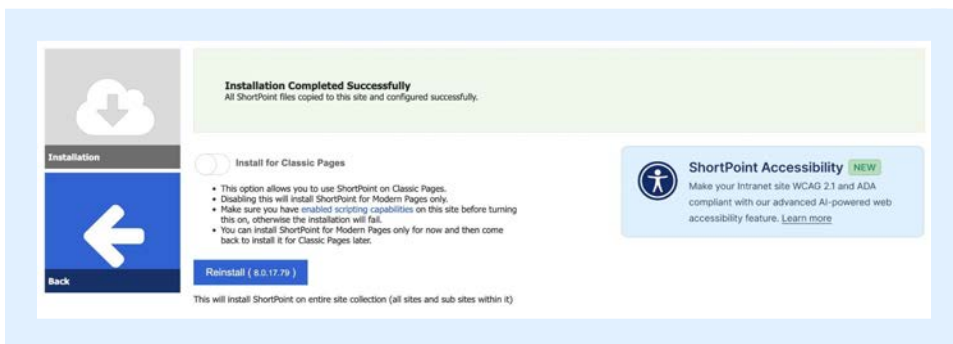 Installation Completed Successfully
All ShortPoint files copied to this site and configured successfully.
Installation
Install for Classic Pages
• This option allows you to use ShortPoint on Classic Pages.
• Disabling this will install ShortPoint for Modern Pages only.
• Make sure you have enabled scripting capabilities on this site before turning
this on, otherwise the installation will fail.
• You can install ShortPoint for Modern Pages only for now and then come
back to install it for Classic Pages later.
Back
Reinstall ( 8.0.17.79 )
This will install ShortPoint on entire site collection (all sites and sub sites within it)
ShortPoint Accessibility NEW
Make your Intranet site WCAG 2.1 and ADA
compliant with our advanced AI-powered web
accessibility feature. Learn more